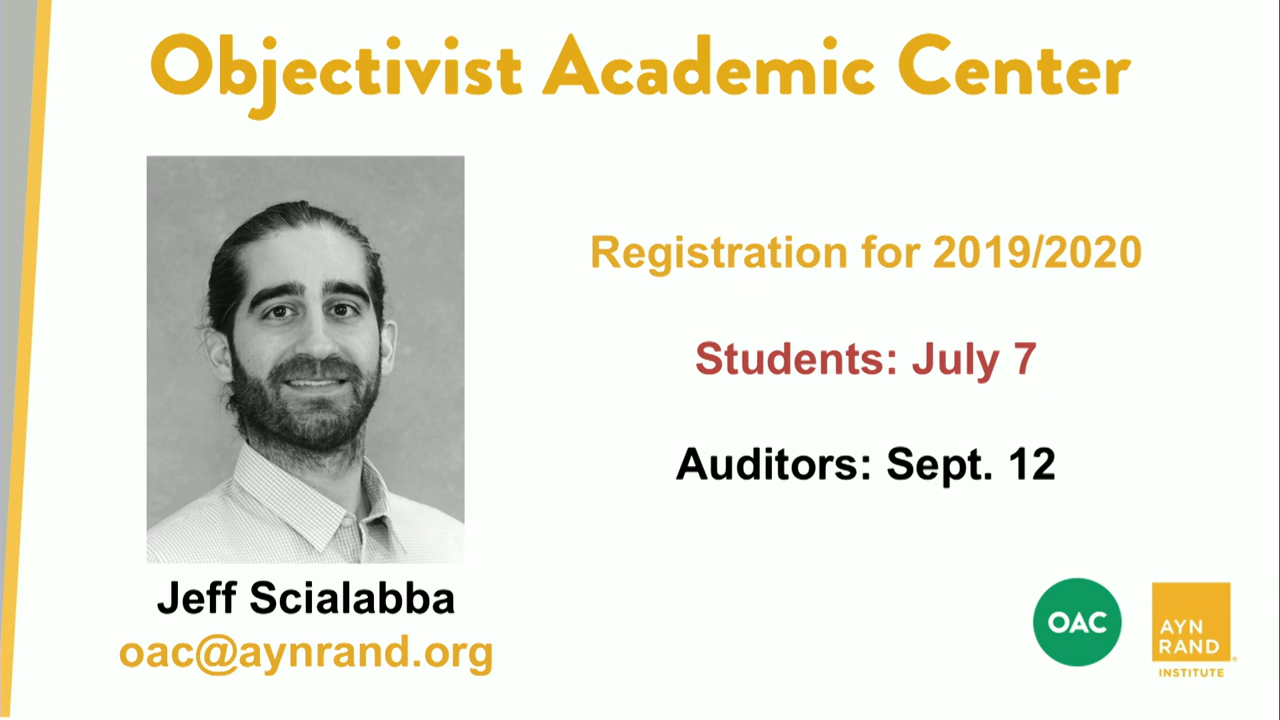 Objectivist Academic Center
Registration for 2019/2020
Students: July 7
Auditors: Sept. 12
Jeff Scialabba
oac@aynrand.org
OAC
AYN
RAND
INSTITUTE